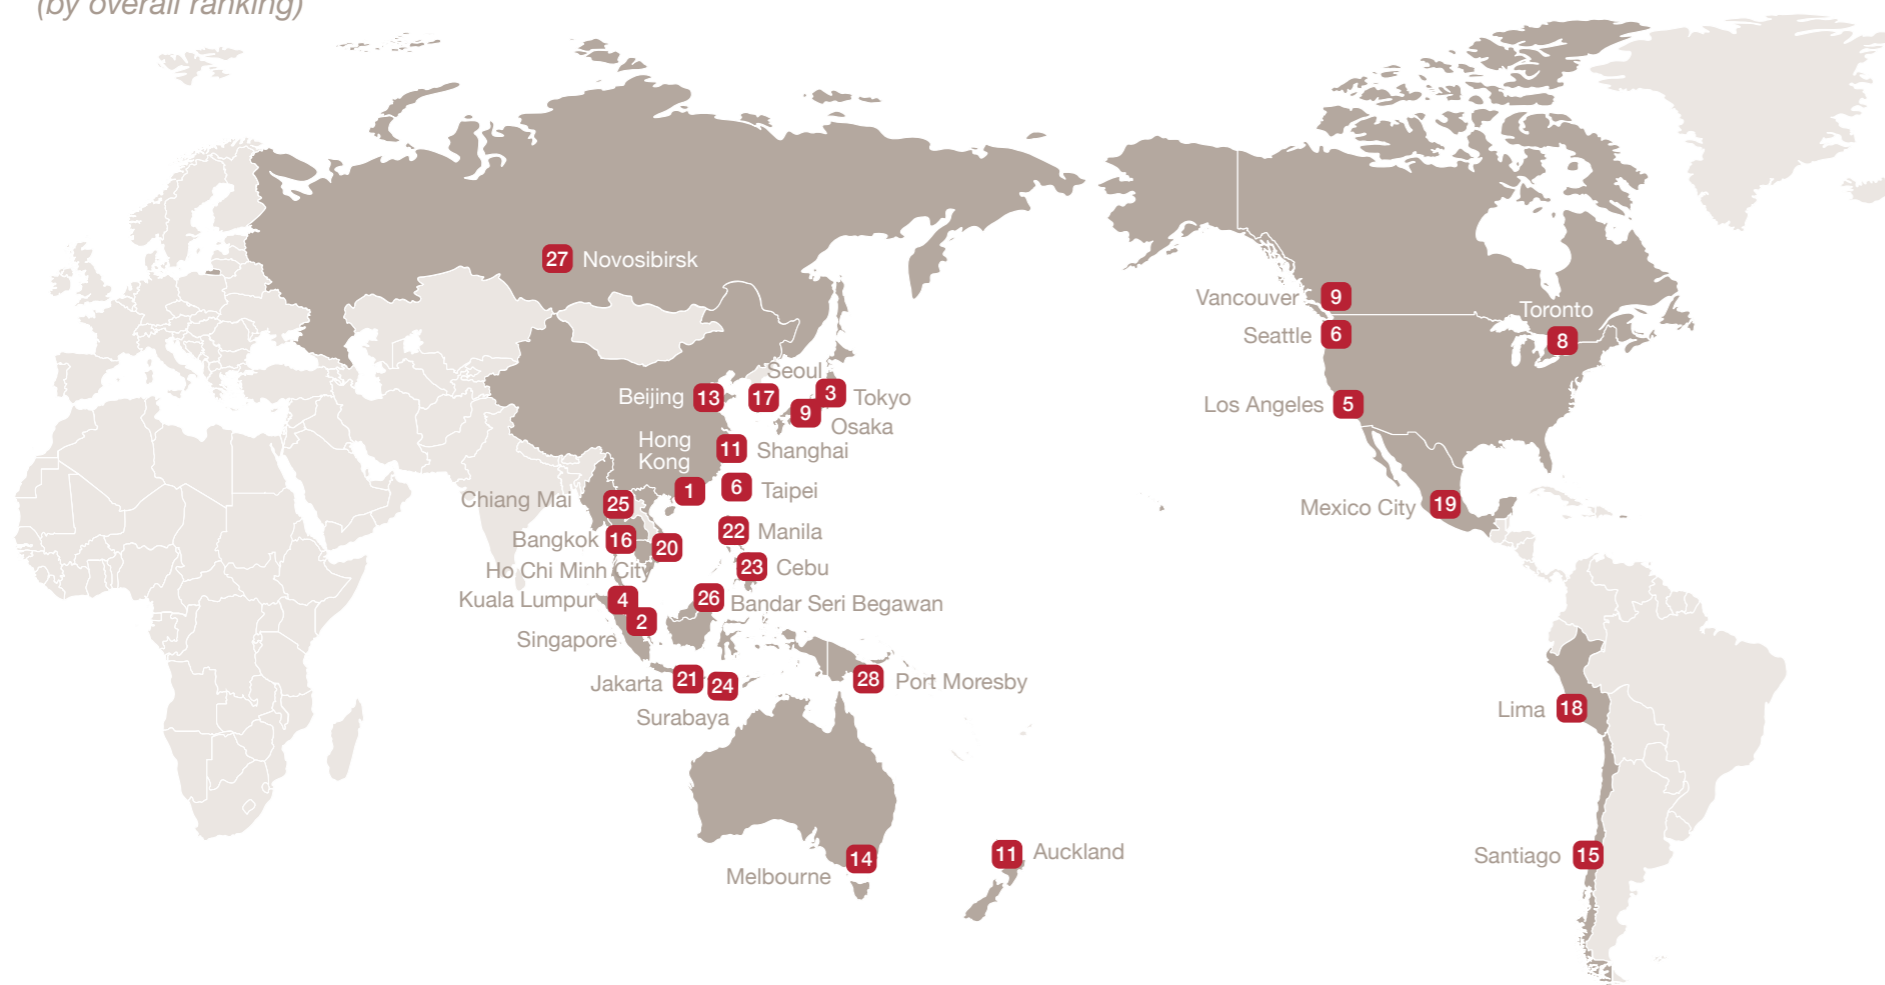 (by overall ranking)
27 Novosibirsk
Vancouver 9
Toronto
8
Seattle 6
Seoul
17
Beijing 13
3 Tokyo
9
Osaka
Los Angeles 5
Hong
Kong
1
11 Shanghai
6 Taipei
Chiang Mai 25
Mexico City 19
22 Manila
Bangkok 16
20
Ho Chi Minh City
23 Cebu
Kuala Lumpur 4
26 Bandar Seri Begawan
2
Singapore
Jakarta 21
24
Surabaya
28 Port Moresby
Lima 18
14
Melbourne
11 Auckland
Santiago 15